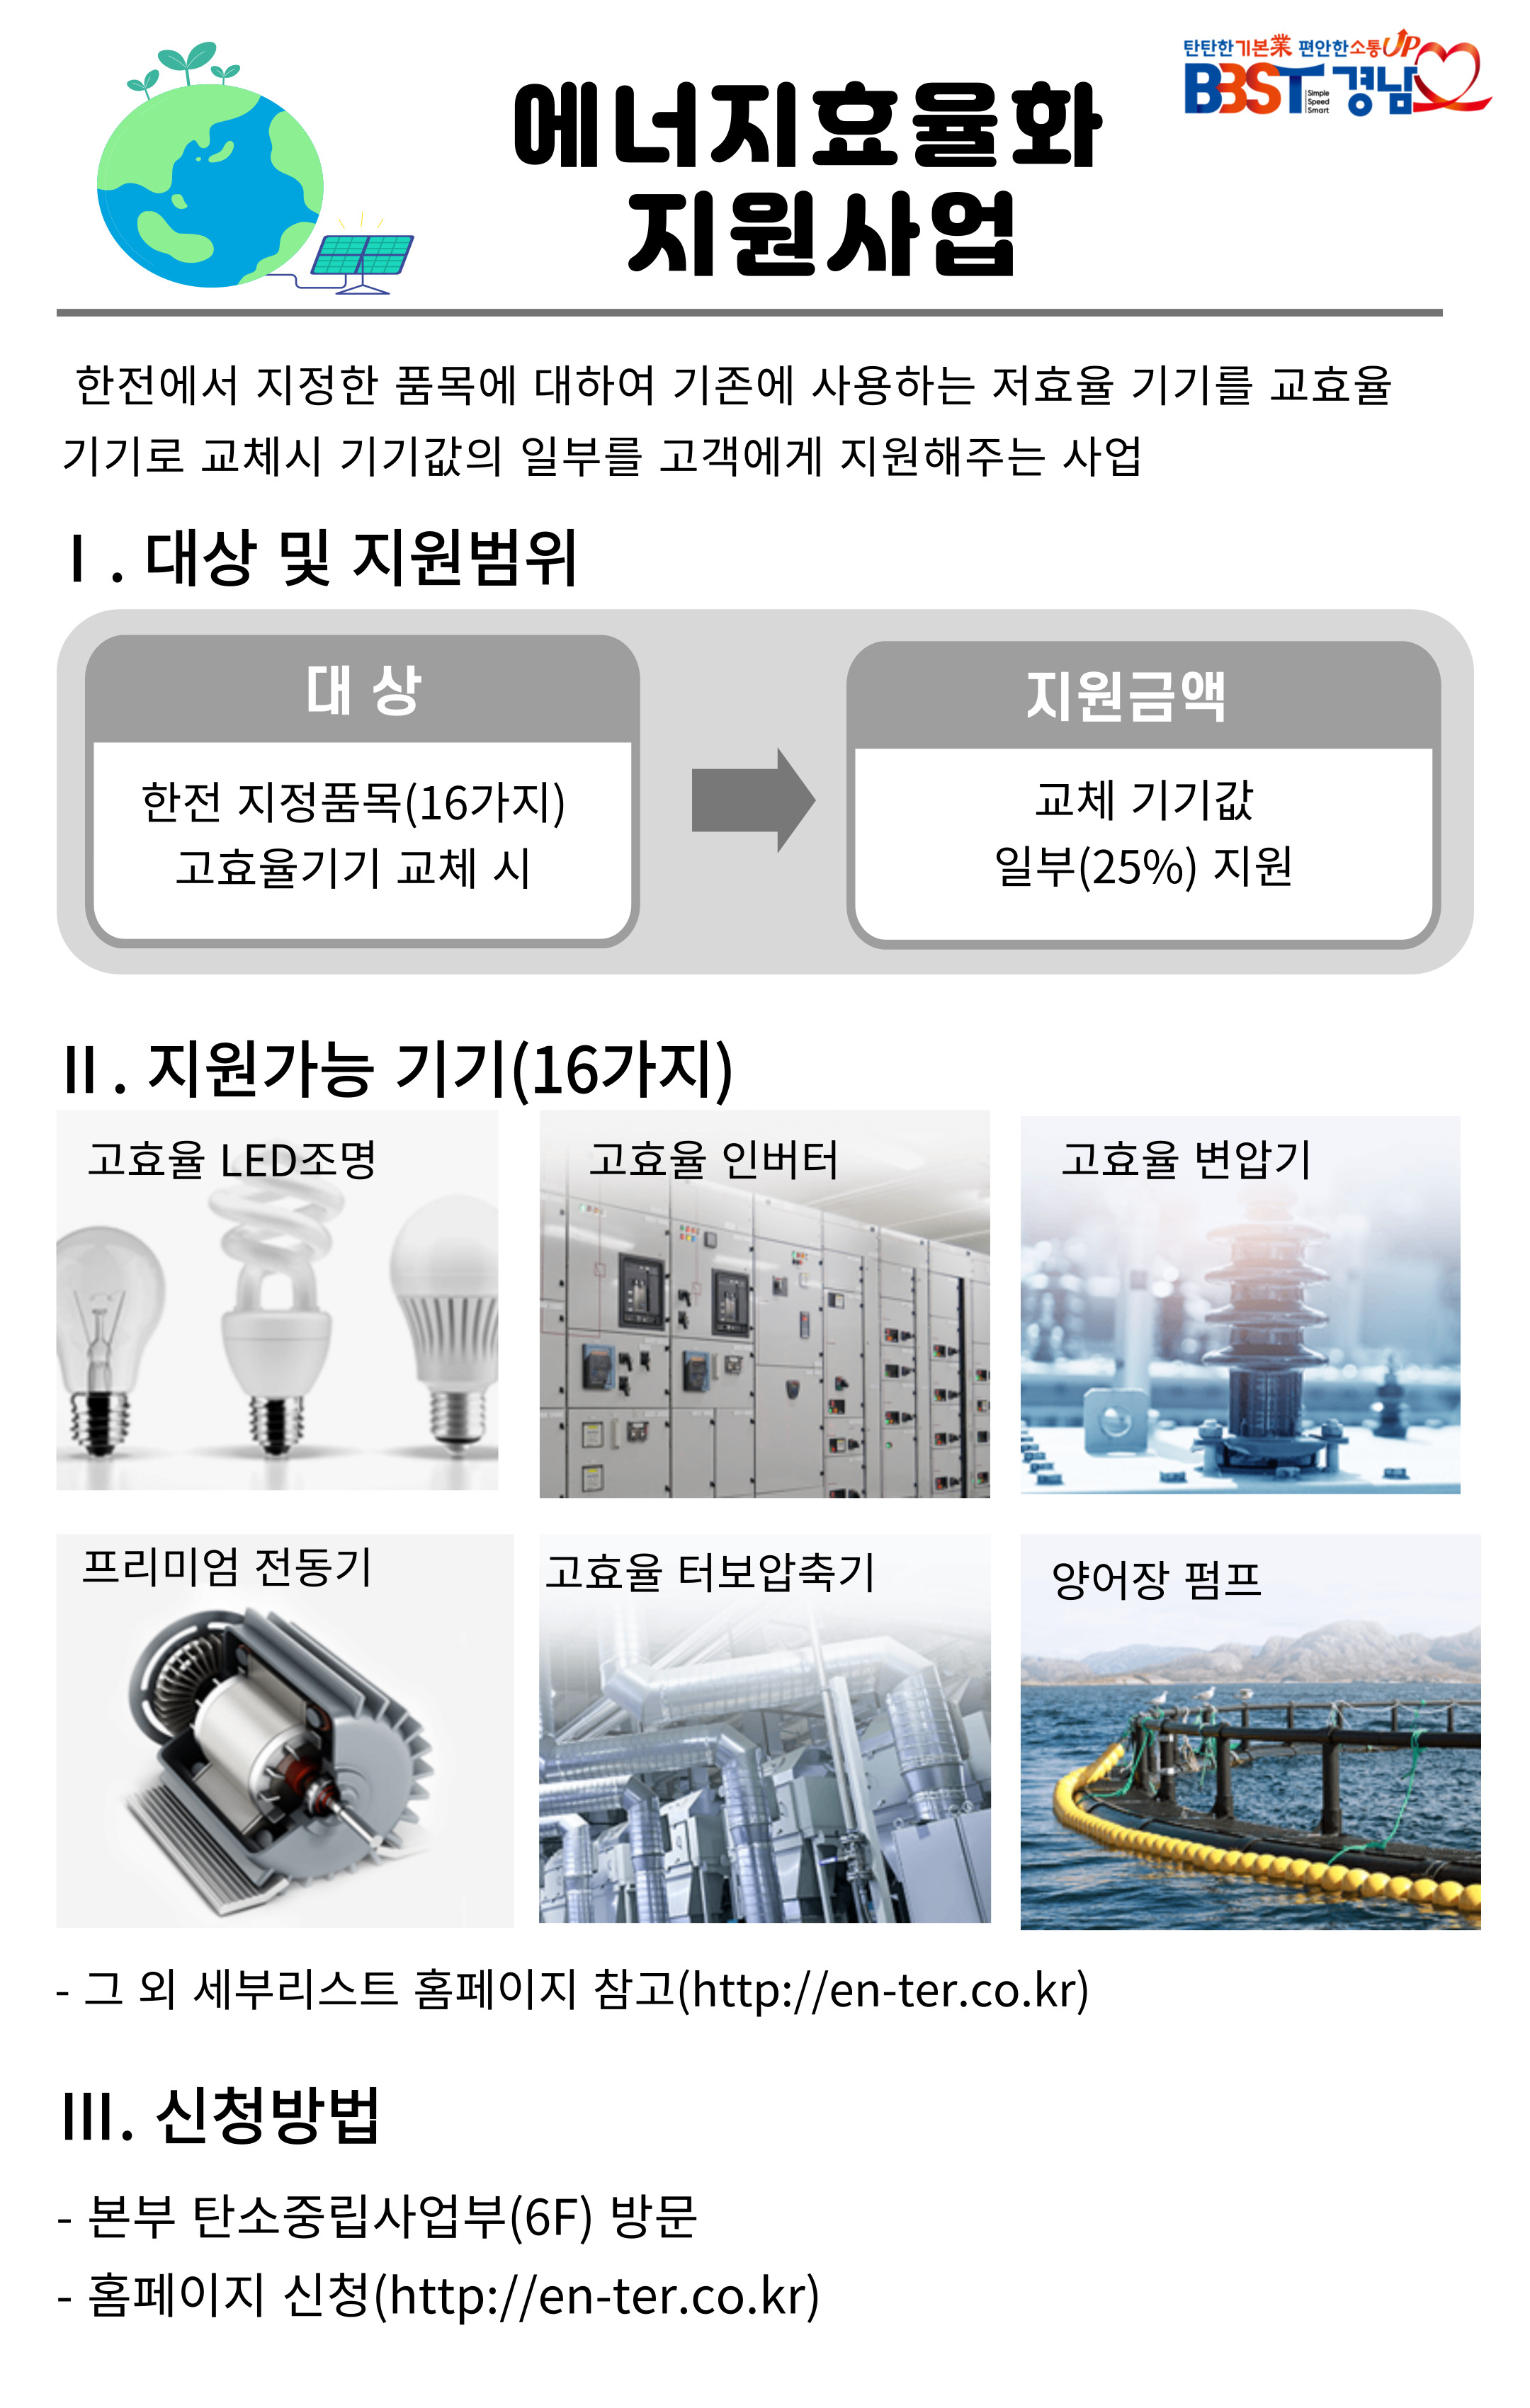 탄탄한기본業 편안한소통UP
BBST Simple Speed Smart 경남
에너지효율화
지원사업
한전에서 지정한 품목에 대하여 기존에 사용하는 저효율 기기를 교효율
기기로 교체시 기기값의 일부를 고객에게 지원해주는 사업
Ⅰ. 대상 및 지원범위
대 상
한전 지정품목(16가지)
고효율기기 교체 시
지원금액
교체 기기값
일부(25%) 지원
Ⅱ. 지원가능 기기(16가지)
고효율 LED조명
고효율 인버터
고효율 변압기
프리미엄 전동기
고효율 터보압축기
양어장 펌프
- 그 외 세부리스트 홈페이지 참고(http://en-ter.co.kr)
Ⅲ. 신청방법
- 본부 탄소중립사업부(6F) 방문
- 홈페이지 신청(http://en-ter.co.kr)